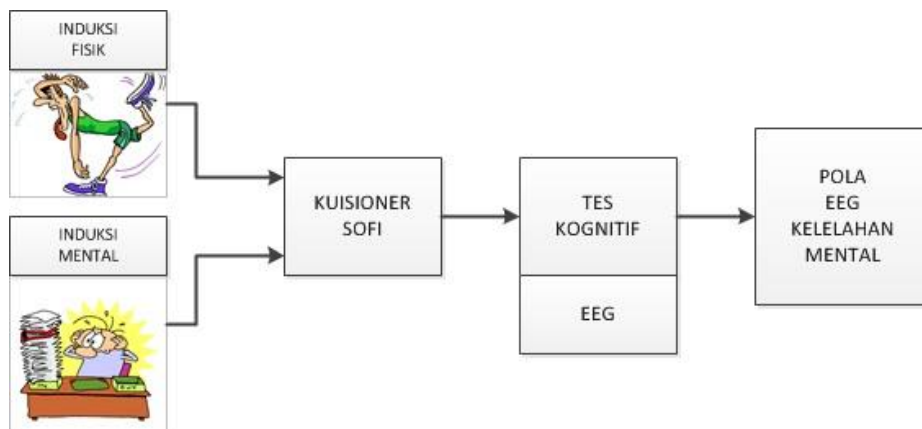 INDUKSI
FISIK
INDUKSI
MENTAL
KUISIONER
SOFI
TES
KOGNITIF
EEG
POLA
EEG
KELELAHAN
MENTAL